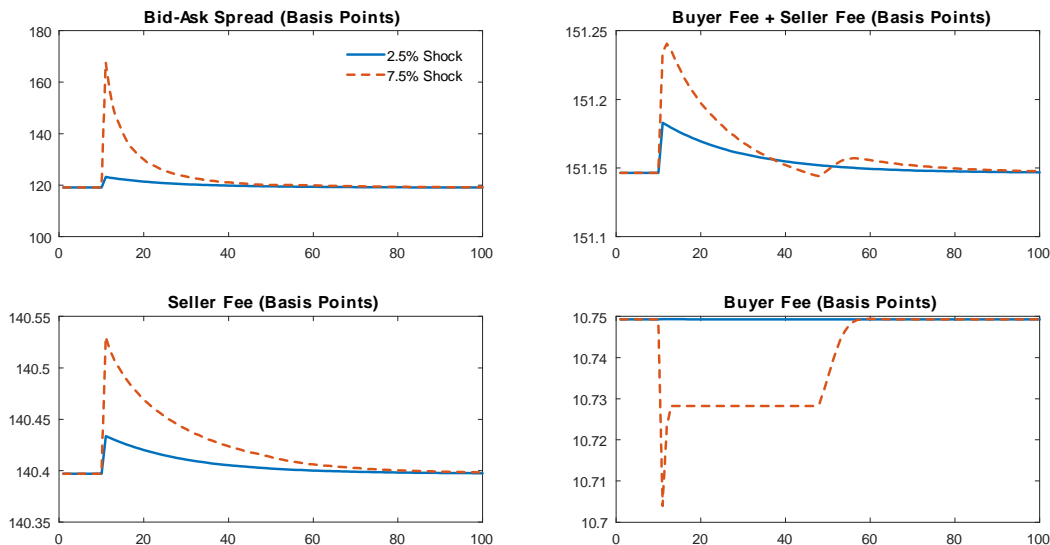 Bid-Ask Spread (Basis Points)
180
160
140
120
100
0 20 40 60 80 100
2.5% Shock
7.5% Shock
Buyer Fee + Seller Fee (Basis Points)
151.25
151.2
151.15
151.1
0 20 40 60 80 100
Seller Fee (Basis Points)
140.55
140.5
140.45
140.4
140.35
0 20 40 60 80 100
Buyer Fee (Basis Points)
10.75
10.74
10.73
10.72
10.71
10.7
0 20 40 60 80 100